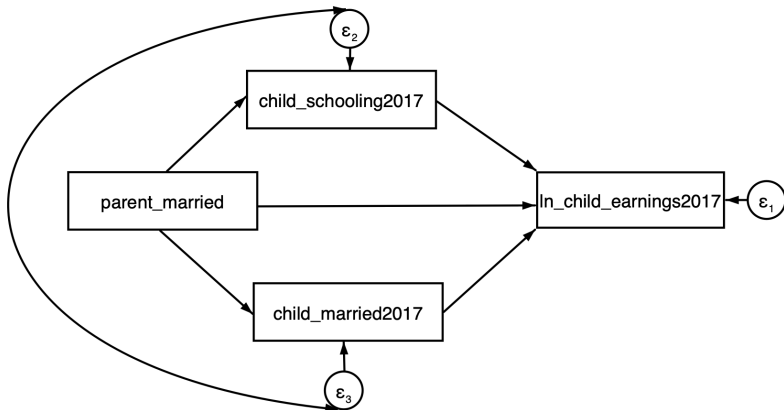 ε2
child_schooling2017
parent_married
ln_child_earnings2017
ε1
child_married2017
ε3